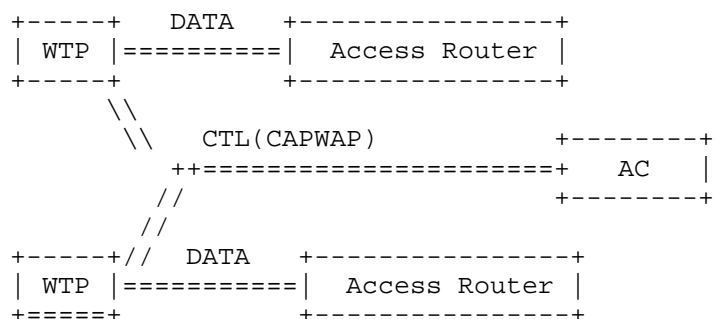 DATA
WTP Access Router
CTL(CAPWAP)
AC
DATA
WTP Access Router